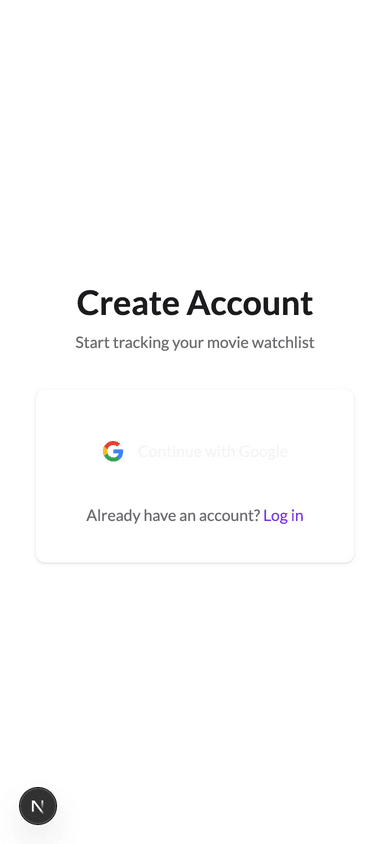 Create Account
Start tracking your movie watchlist
Continue with Google
Already have an account? Log in
N